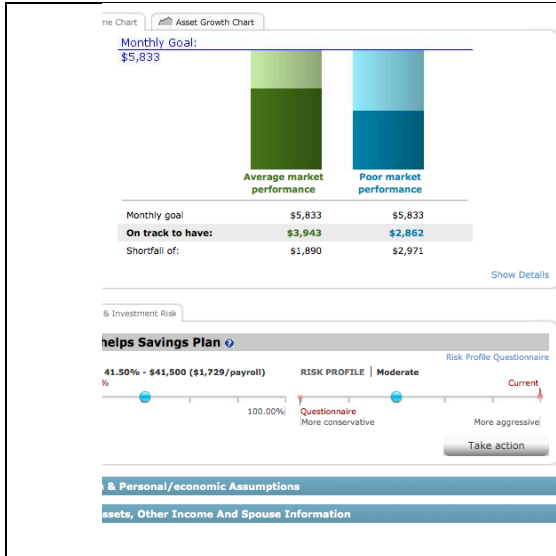 me Chart Asset Growth Chart
Monthly Goal:
$5,833
Average market performance
Poor market performance
Monthly goal $5,833 $5,833
On track to have: $3,943 $2,862
Shortfall of: $1,890 $2,971
Show Details
& Investment Risk
helps Savings Plan ?
Risk Profile Questionnaire
41.50% - $41,500 ($1,729/payroll) RISK PROFILE | Moderate
% Current
100.00% Questionnaire
More conservative More aggressive
Take action
& Personal/economic Assumptions
ssets, Other Income And Spouse Information